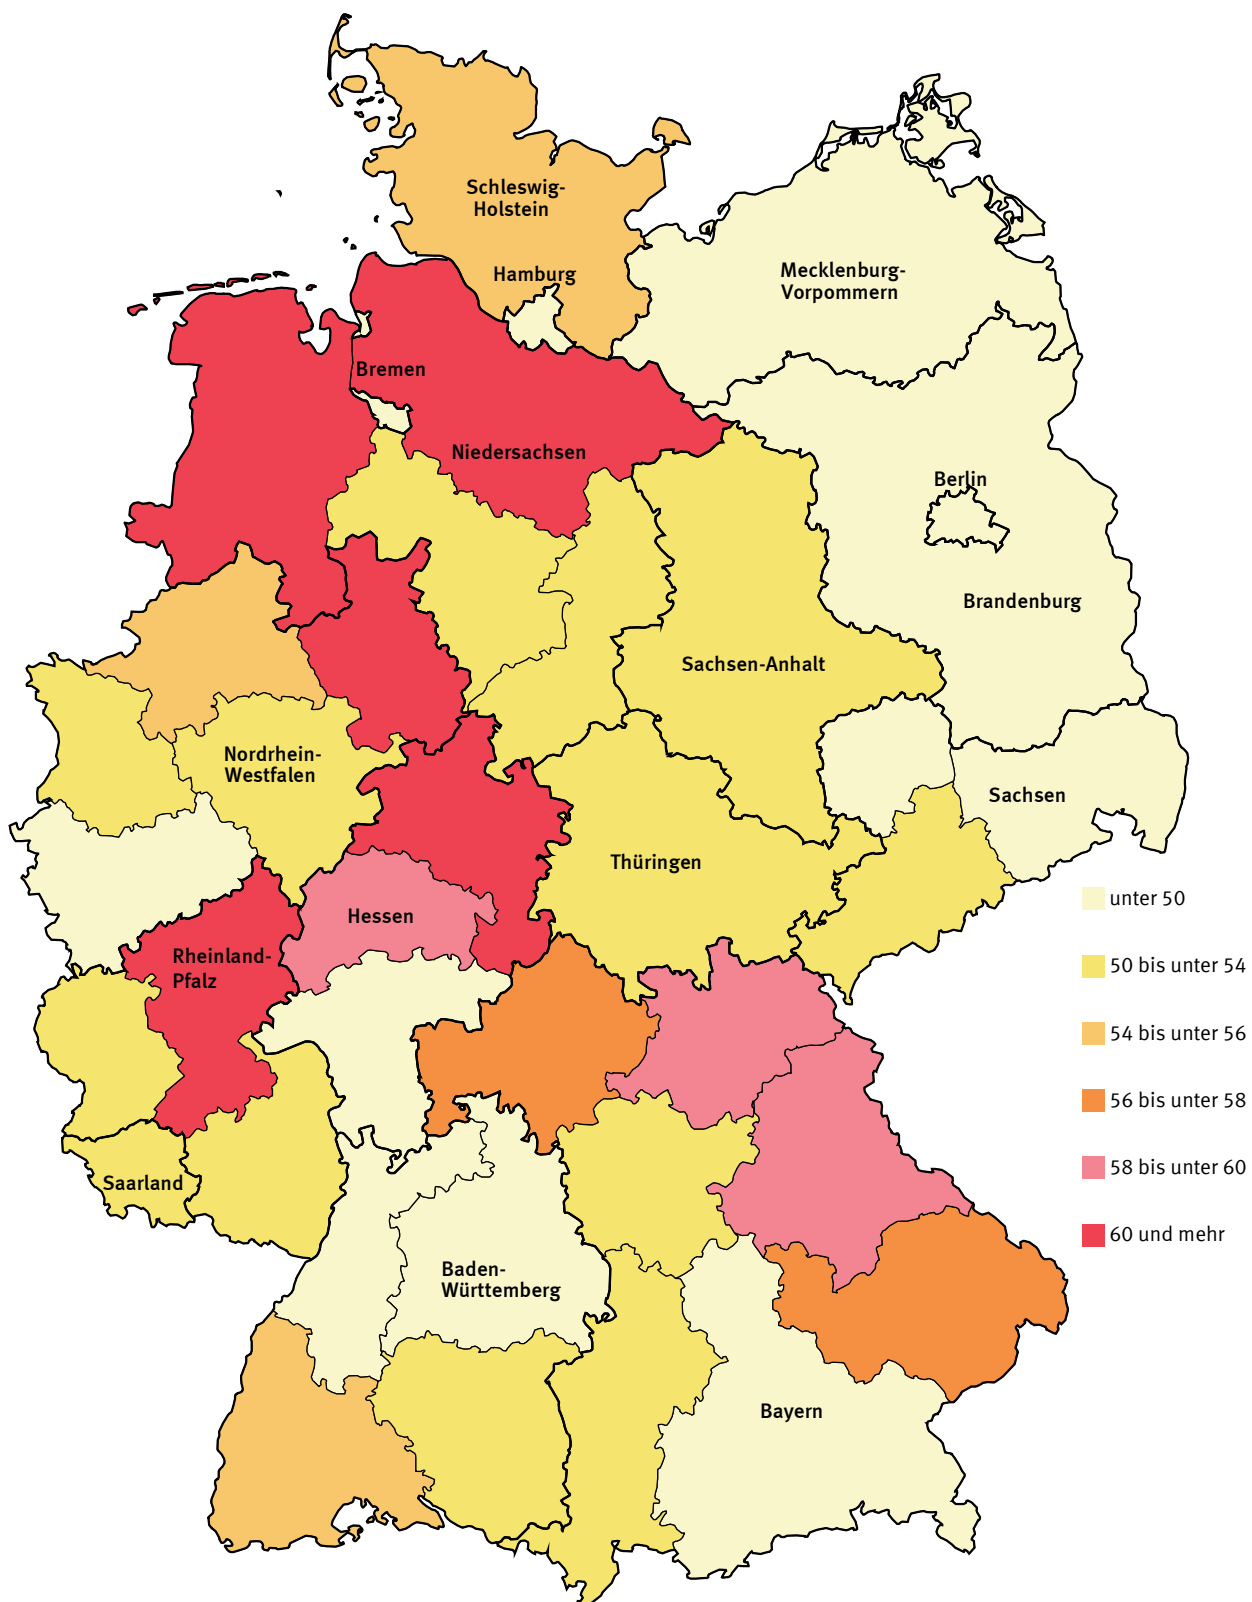 Schleswig-
Holstein
Hamburg
Mecklenburg-
Vorpommern
Bremen
Niedersachsen
Berlin
Brandenburg
Sachsen-Anhalt
Nordrhein-
Westfalen
Sachsen
Thüringen
Hessen
Rheinland-
Pfalz
Saarland
Baden-
Württemberg
Bayern
unter 50
50 bis unter 54
54 bis unter 56
56 bis unter 58
58 bis unter 60
60 und mehr